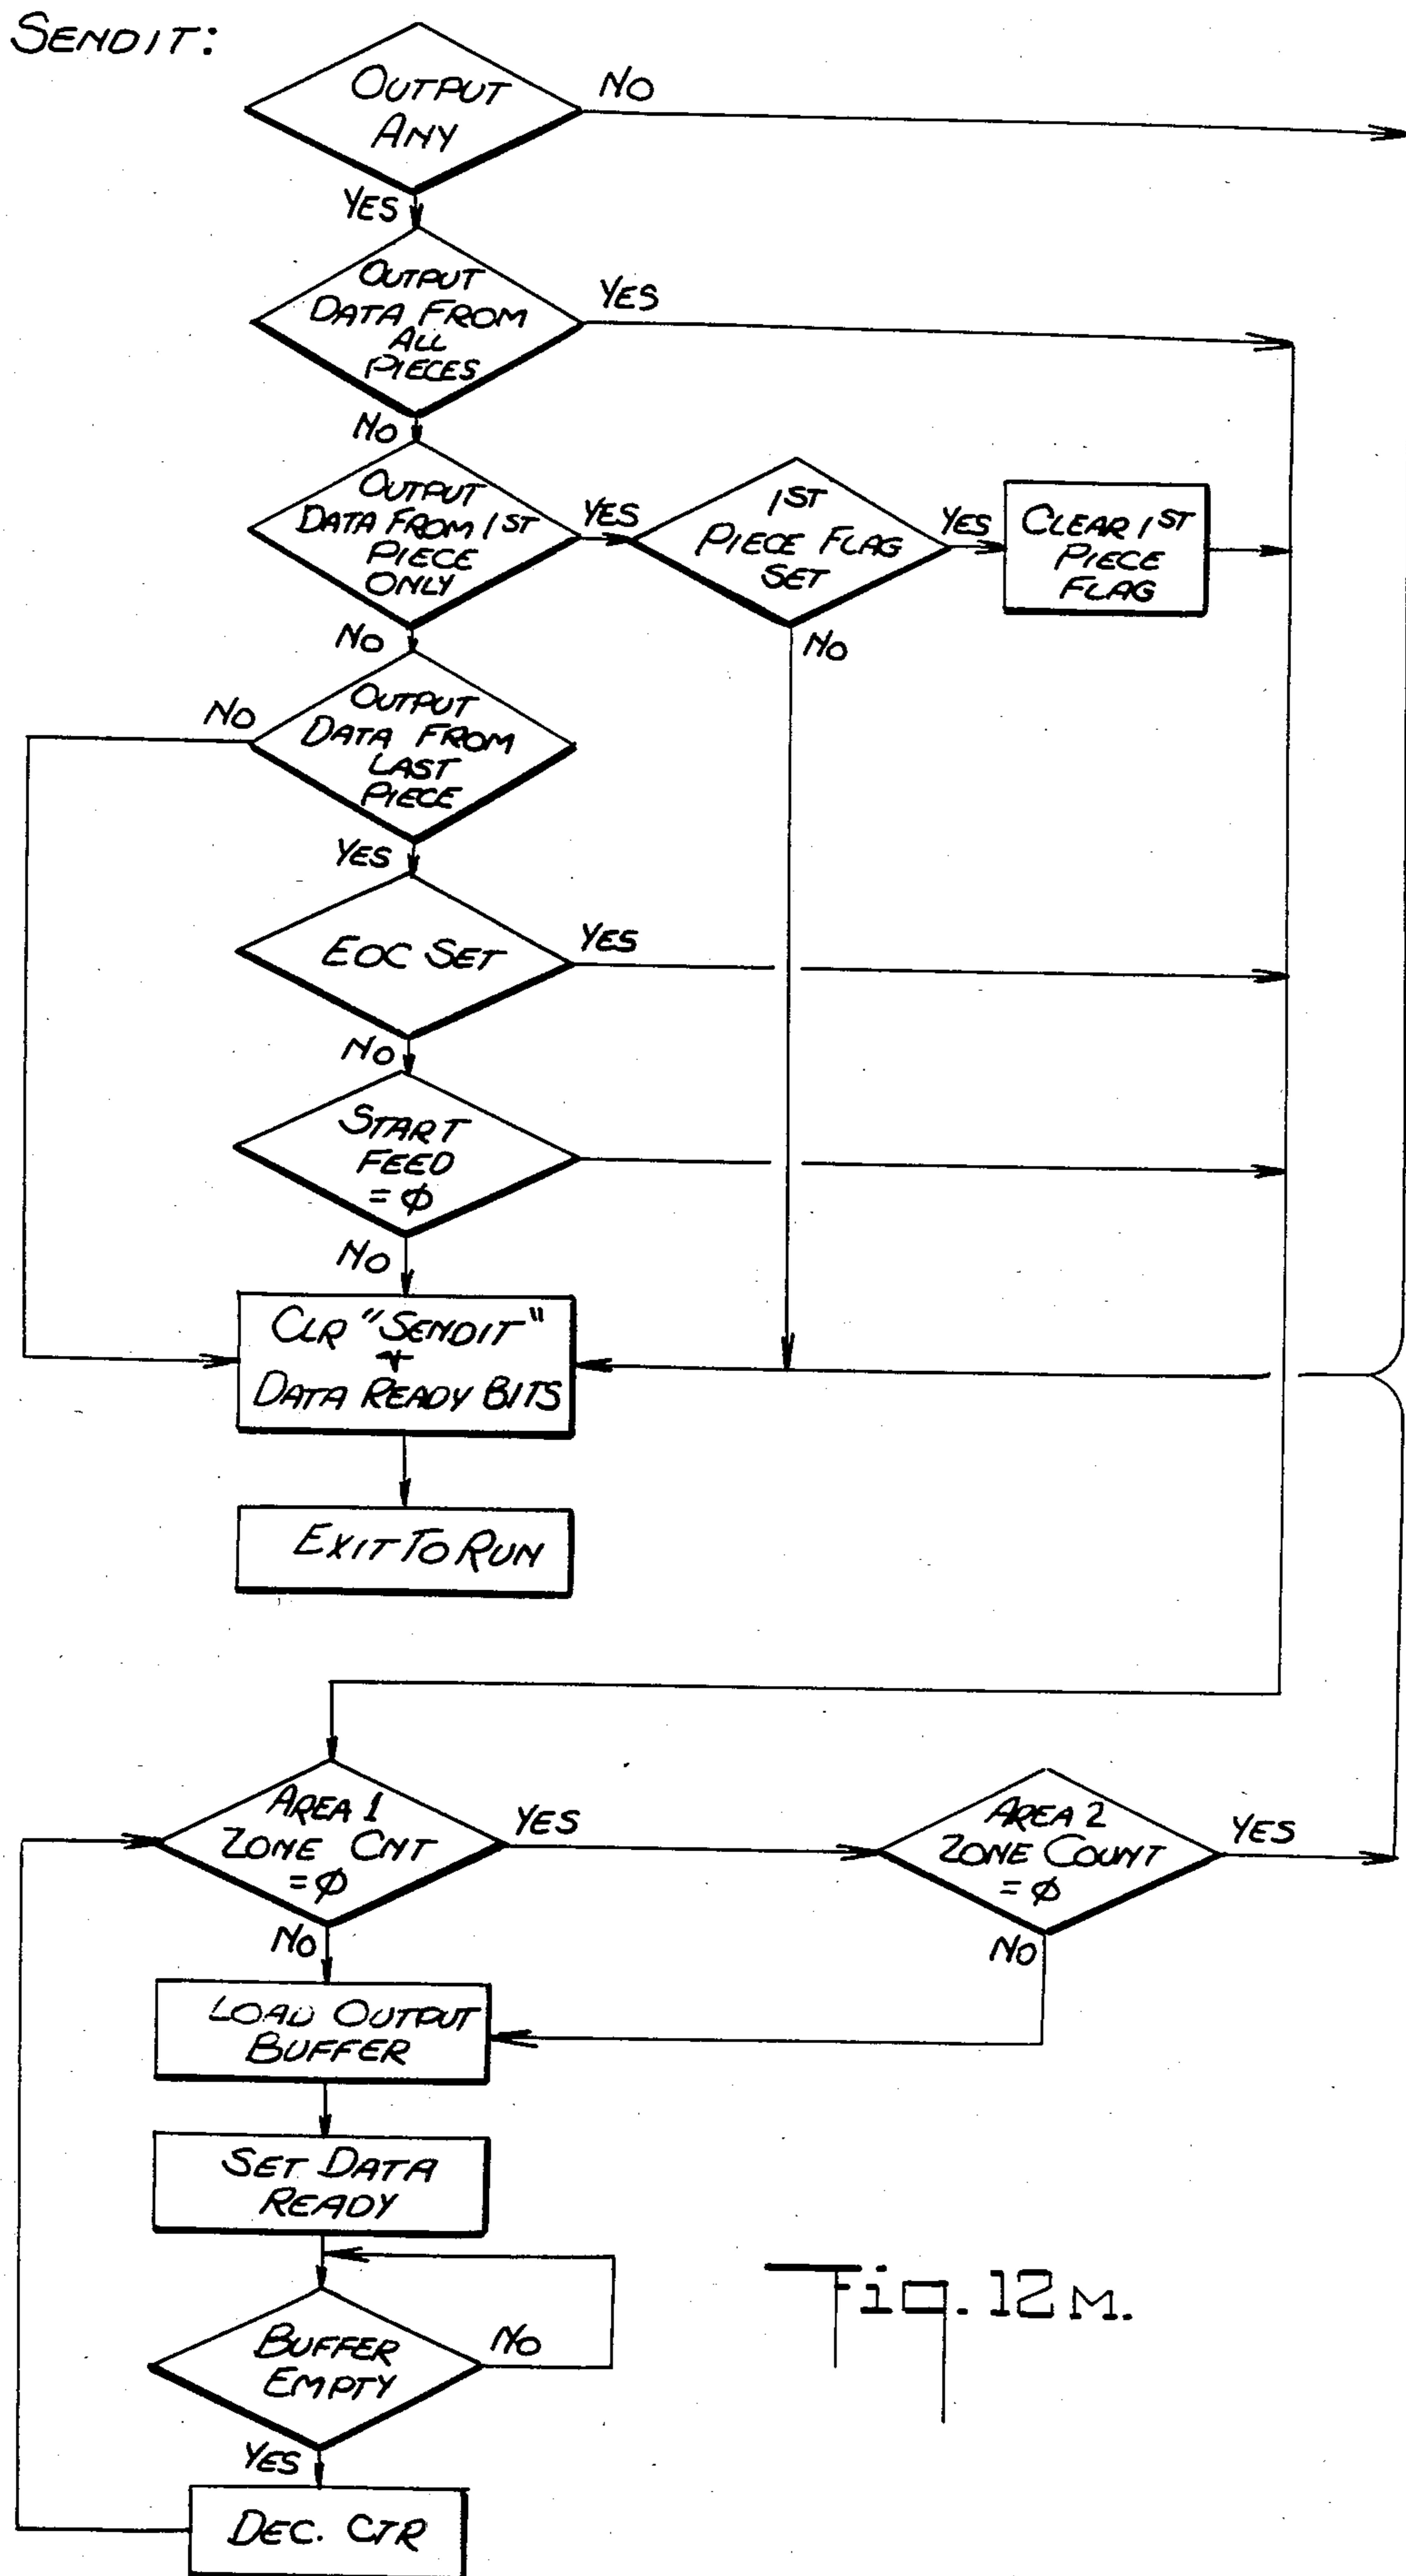 SENDIT:
OUTPUT
ANY
NO
YES
OUTPUT
DATA FROM
ALL
PIECES
YES
NO
OUTPUT
DATA FROM 1ST
PIECE
ONLY
YES
1ST
PIECE FLAG
SET
YES
CLEAR 1ST
PIECE
FLAG
NO
NO
OUTPUT
DATA FROM
LAST
PIECE
NO
YES
EOC SET
YES
NO
START
FEED
= φ
NO
CLR "SENDIT"
+
DATA READY BITS
EXIT TO RUN
AREA 1
ZONE CNT
= φ
YES
AREA 2
ZONE COUNT
= φ
YES
NO
NO
LOAD OUTPUT
BUFFER
SET DATA
READY
BUFFER
EMPTY
NO
YES
DEC. CTR
Fig. 12M.